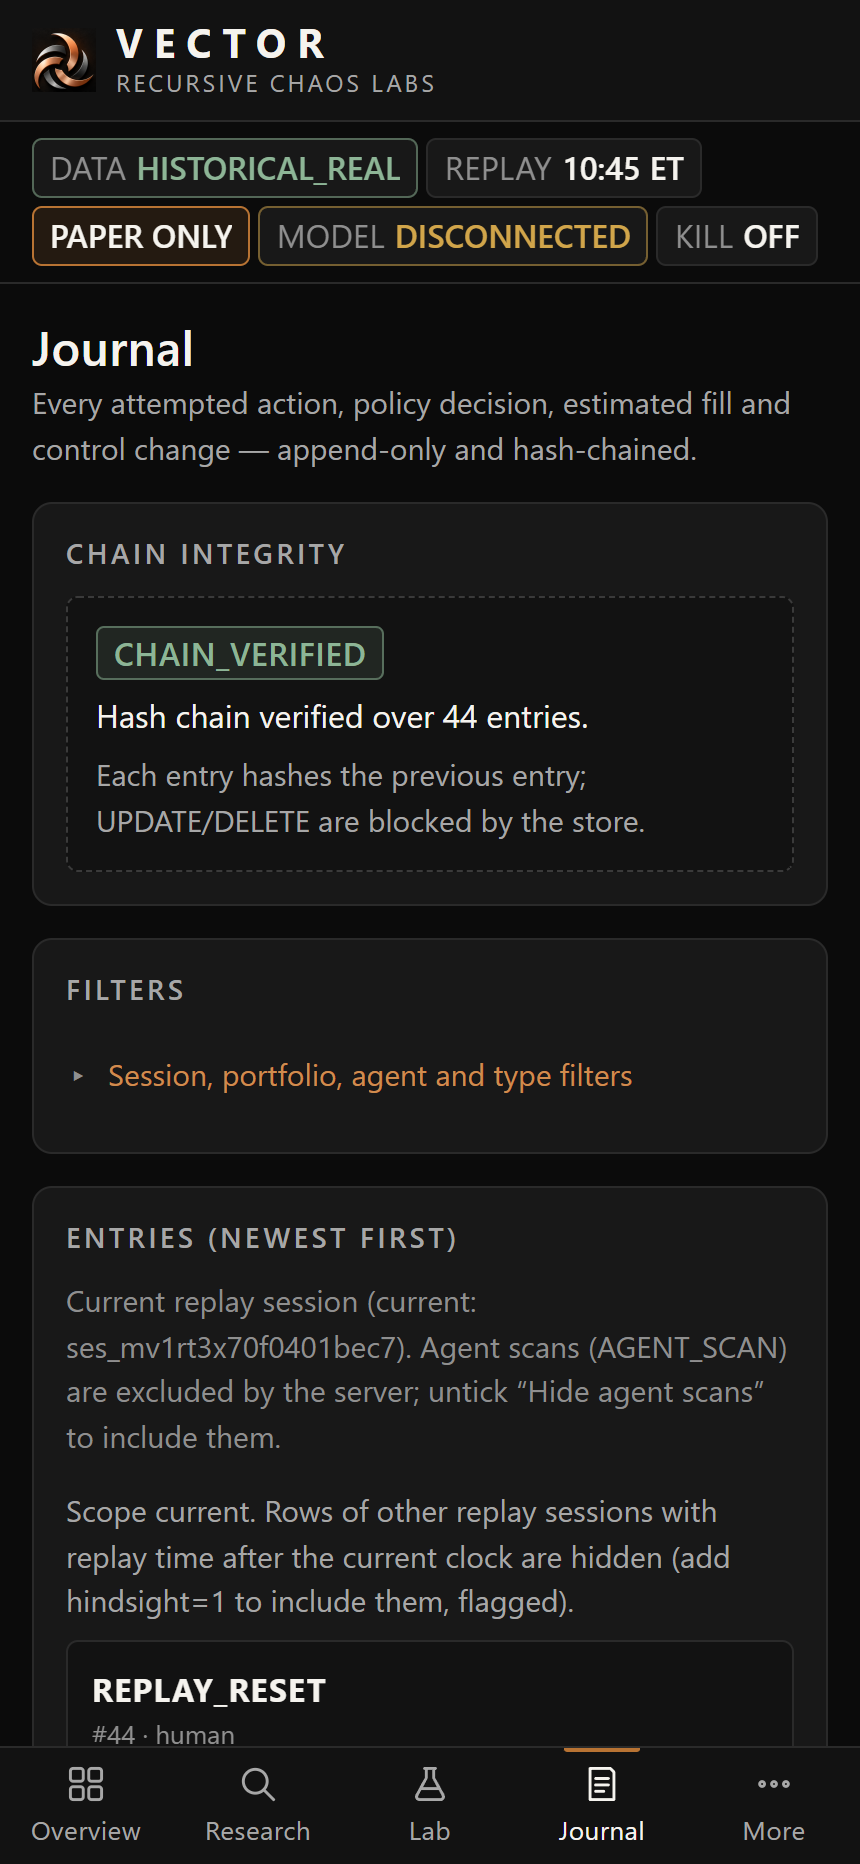 VECTOR
RECURSIVE CHAOS LABS
DATA HISTORICAL_REAL
REPLAY 10:45 ET
PAPER ONLY
MODEL DISCONNECTED
KILL OFF
Journal
Every attempted action, policy decision, estimated fill and
control change — append-only and hash-chained.
CHAIN INTEGRITY
CHAIN_VERIFIED
Hash chain verified over 44 entries.
Each entry hashes the previous entry;
UPDATE/DELETE are blocked by the store.
FILTERS
Session, portfolio, agent and type filters
ENTRIES (NEWEST FIRST)
Current replay session (current:
ses_mv1rt3x70f0401bec7). Agent scans (AGENT_SCAN)
are excluded by the server; untick “Hide agent scans”
to include them.
Scope current. Rows of other replay sessions with
replay time after the current clock are hidden (add
hindsight=1 to include them, flagged).
REPLAY_RESET
#44 · human
Overview
Research
Lab
Journal
More